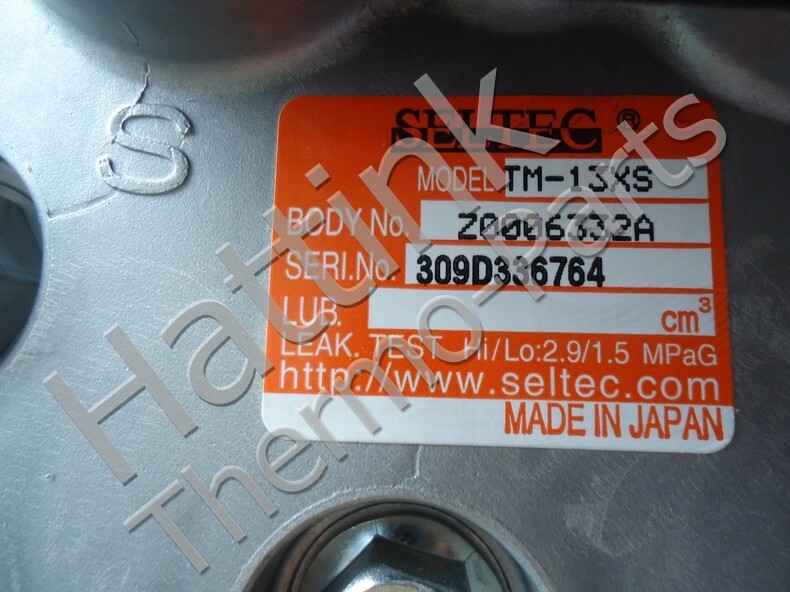 S
SELTEC ®
MODEL TM-13XS
BODY No. Z0006332A
SERI.No. 309D336764
LUB. cm³
LEAK. TEST Hi/Lo:2.9/1.5 MPaG
http://www.seltec.com
MADE IN JAPAN
Hattink
Thermo-Parts